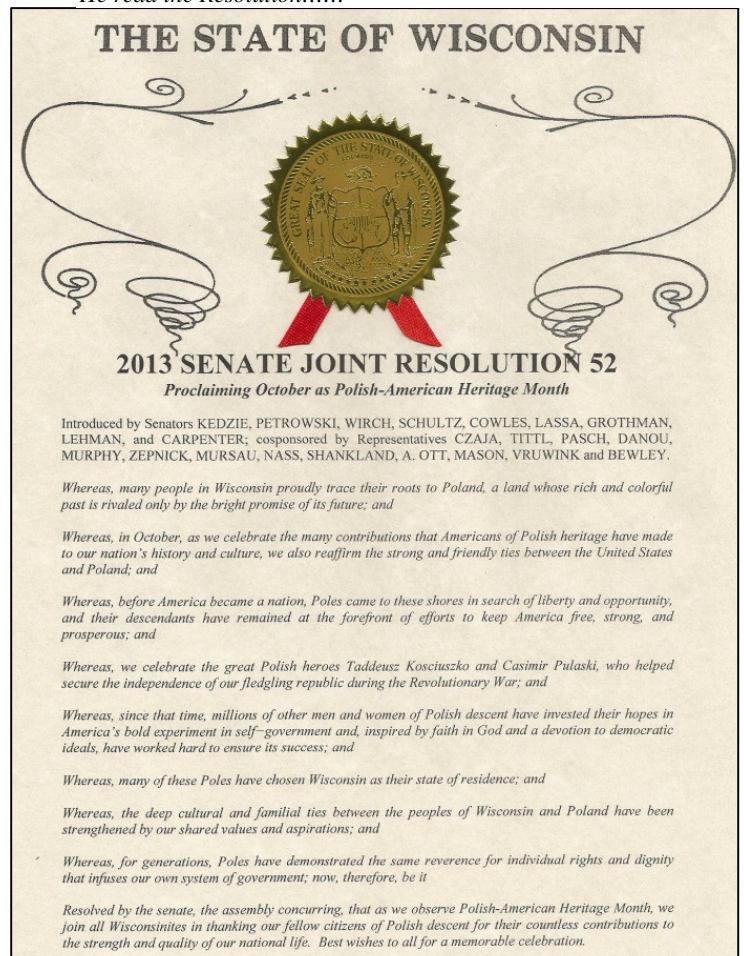 He read the Resolution......
THE STATE OF WISCONSIN
GREAT SEAL OF THE STATE OF WISCONSIN
2013 SENATE JOINT RESOLUTION 52
Proclaiming October as Polish-American Heritage Month
Introduced by Senators KEDZIE, PETROWSKI, WIRCH, SCHULTZ, COWLES, LASSA, GROTHMAN,
LEHMAN, and CARPENTER; cosponsored by Representatives CZAJA, TITTL, PASCH, DANOU,
MURPHY, ZEPNICK, MURSAU, NASS, SHANKLAND, A. OTT, MASON, VRUWINK and BEWLEY.
Whereas, many people in Wisconsin proudly trace their roots to Poland, a land whose rich and colorful
past is rivaled only by the bright promise of its future; and
Whereas, in October, as we celebrate the many contributions that Americans of Polish heritage have made
to our nation's history and culture, we also reaffirm the strong and friendly ties between the United States
and Poland; and
Whereas, before America became a nation, Poles came to these shores in search of liberty and opportunity,
and their descendants have remained at the forefront of efforts to keep America free, strong, and
prosperous; and
Whereas, we celebrate the great Polish heroes Taddeusz Kosciuszko and Casimir Pulaski, who helped
secure the independence of our fledgling republic during the Revolutionary War; and
Whereas, since that time, millions of other men and women of Polish descent have invested their hopes in
America's bold experiment in self-government and, inspired by faith in God and a devotion to democratic
ideals, have worked hard to ensure its success; and
Whereas, many of these Poles have chosen Wisconsin as their state of residence; and
Whereas, the deep cultural and familial ties between the peoples of Wisconsin and Poland have been
strengthened by our shared values and aspirations; and
Whereas, for generations, Poles have demonstrated the same reverence for individual rights and dignity
that infuses our own system of government; now, therefore, be it
Resolved by the senate, the assembly concurring, that as we observe Polish-American Heritage Month, we
join all Wisconsinites in thanking our fellow citizens of Polish descent for their countless contributions to
the strength and quality of our national life. Best wishes to all for a memorable celebration.